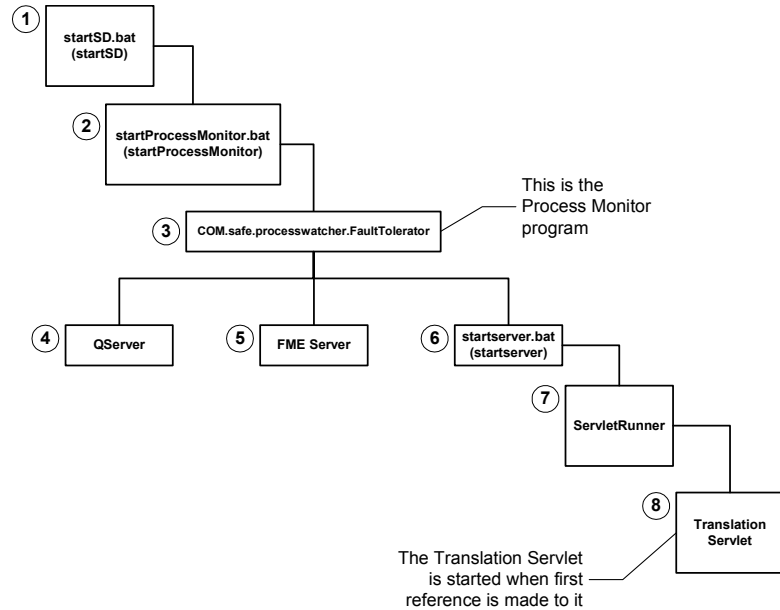 1
startSD.bat
(startSD)
2
startProcessMonitor.bat
(startProcessMonitor)
This is the
Process Monitor
program
3
COM.safe.processwatcher.FaultTolerator
4
QServer
5
FME Server
6
startserver.bat
(startserver)
7
ServletRunner
8
Translation
Servlet
The Translation Servlet
is started when first
reference is made to it